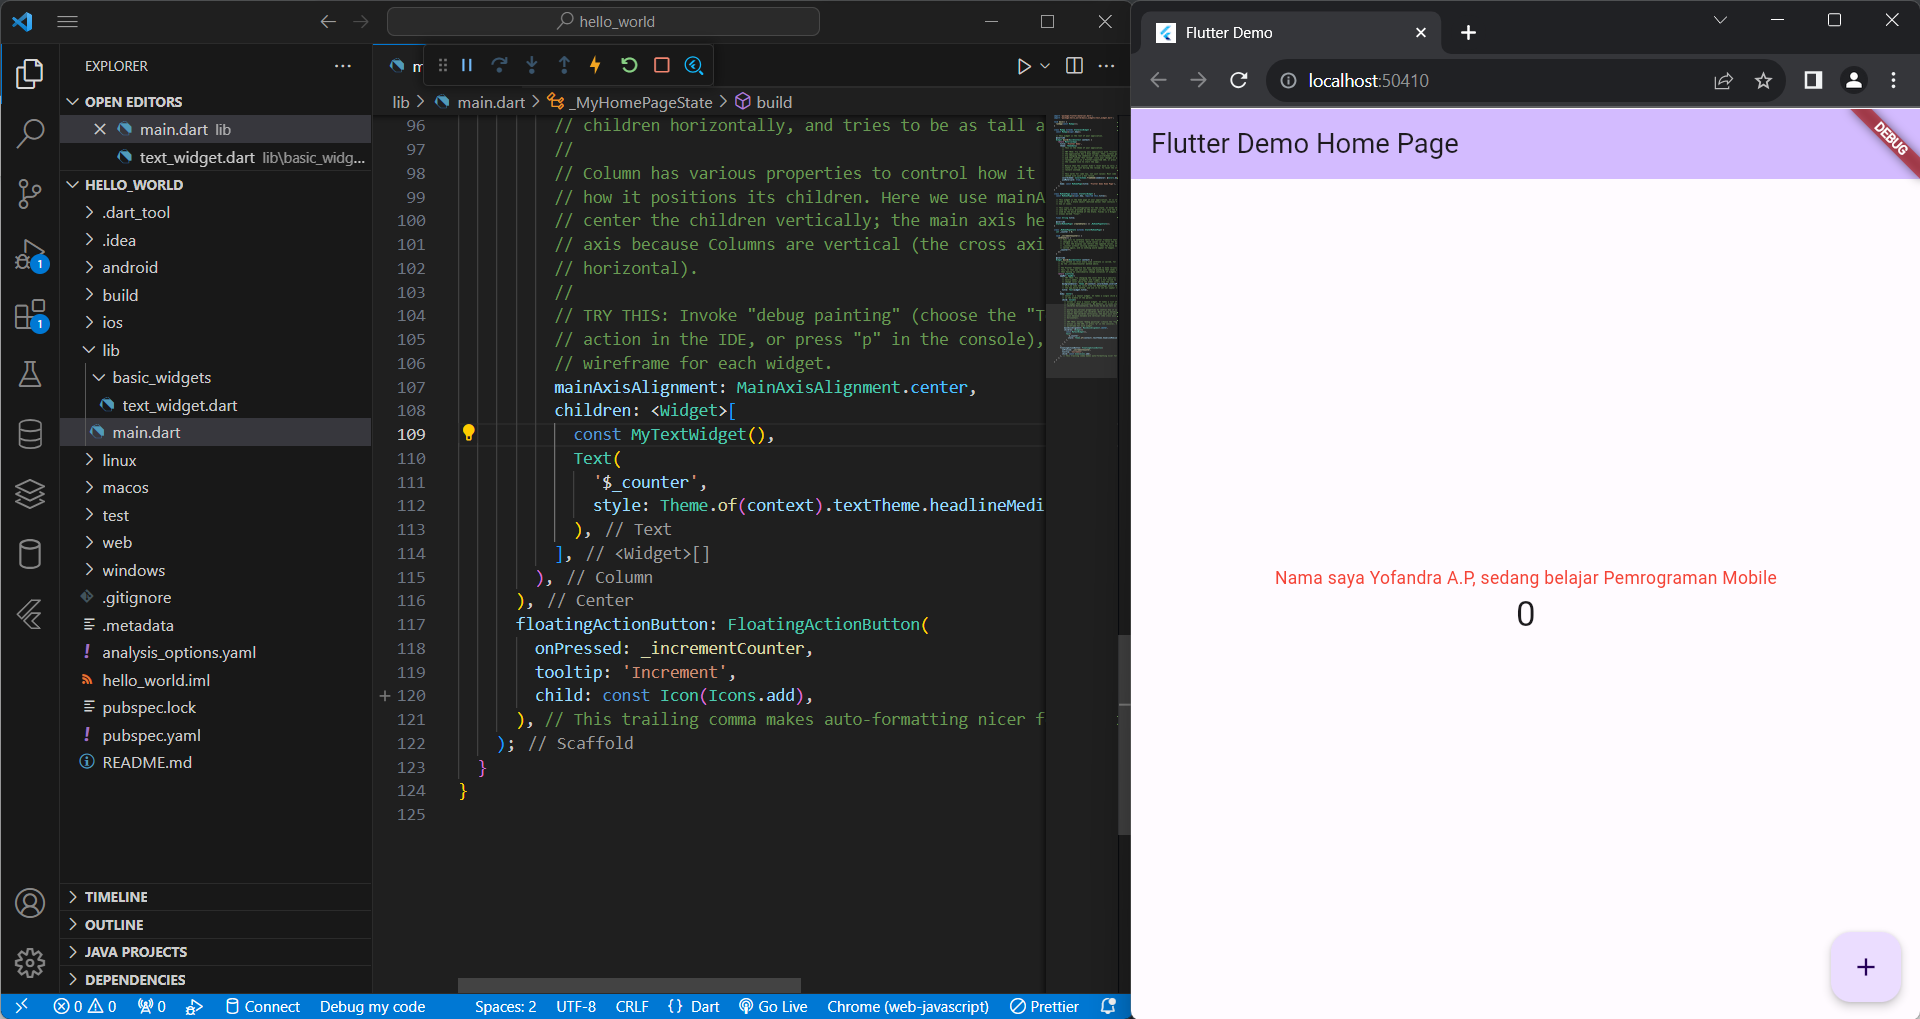 hello_world
EXPLORER
OPEN EDITORS
main.dart lib
text_widget.dart lib\basic_widg...
HELLO_WORLD
.dart_tool
.idea
android
build
ios
lib
basic_widgets
text_widget.dart
main.dart
linux
macos
test
web
windows
.gitignore
.metadata
analysis_options.yaml
hello_world.iml
pubspec.lock
pubspec.yaml
README.md
TIMELINE
OUTLINE
JAVA PROJECTS
DEPENDENCIES
1
1
lib > main.dart > _MyHomePageState > build
96 // children horizontally, and tries to be as tall a
97 //
98 // Column has various properties to control how it
99 // how it positions its children. Here we use mainA
100 // center the children vertically; the main axis he
101 // axis because Columns are vertical (the cross axi
102 // horizontal).
103 //
104 // TRY THIS: Invoke "debug painting" (choose the "T
105 // action in the IDE, or press "p" in the console),
106 // wireframe for each widget.
107 mainAxisAlignment: MainAxisAlignment.center,
108 children: <Widget>[
109 const MyTextWidget(),
110 Text(
111 '$_counter',
112 style: Theme.of(context).textTheme.headlineMedi
113 ), // Text
114 ], // <Widget>[]
115 ), // Column
116 ), // Center
117 floatingActionButton: FloatingActionButton(
118 onPressed: _incrementCounter,
119 tooltip: 'Increment',
120 child: const Icon(Icons.add),
121 ), // This trailing comma makes auto-formatting nicer f
122 ); // Scaffold
123 }
124 }
125
0 0 0 Connect Debug my code Spaces: 2 UTF-8 CRLF {} Dart Go Live Chrome (web-javascript) Prettier
Flutter Demo
localhost:50410
Flutter Demo Home Page
DEBUG
Nama saya Yofandra A.P, sedang belajar Pemrograman Mobile
0
+